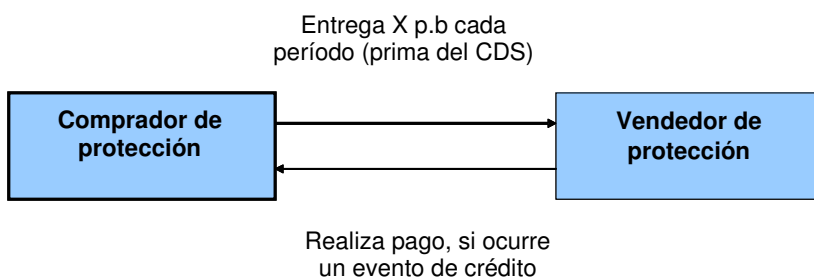 Entrega X p.b cada
período (prima del CDS)
Comprador de
protección
Vendedor de
protección
Realiza pago, si ocurre
un evento de crédito